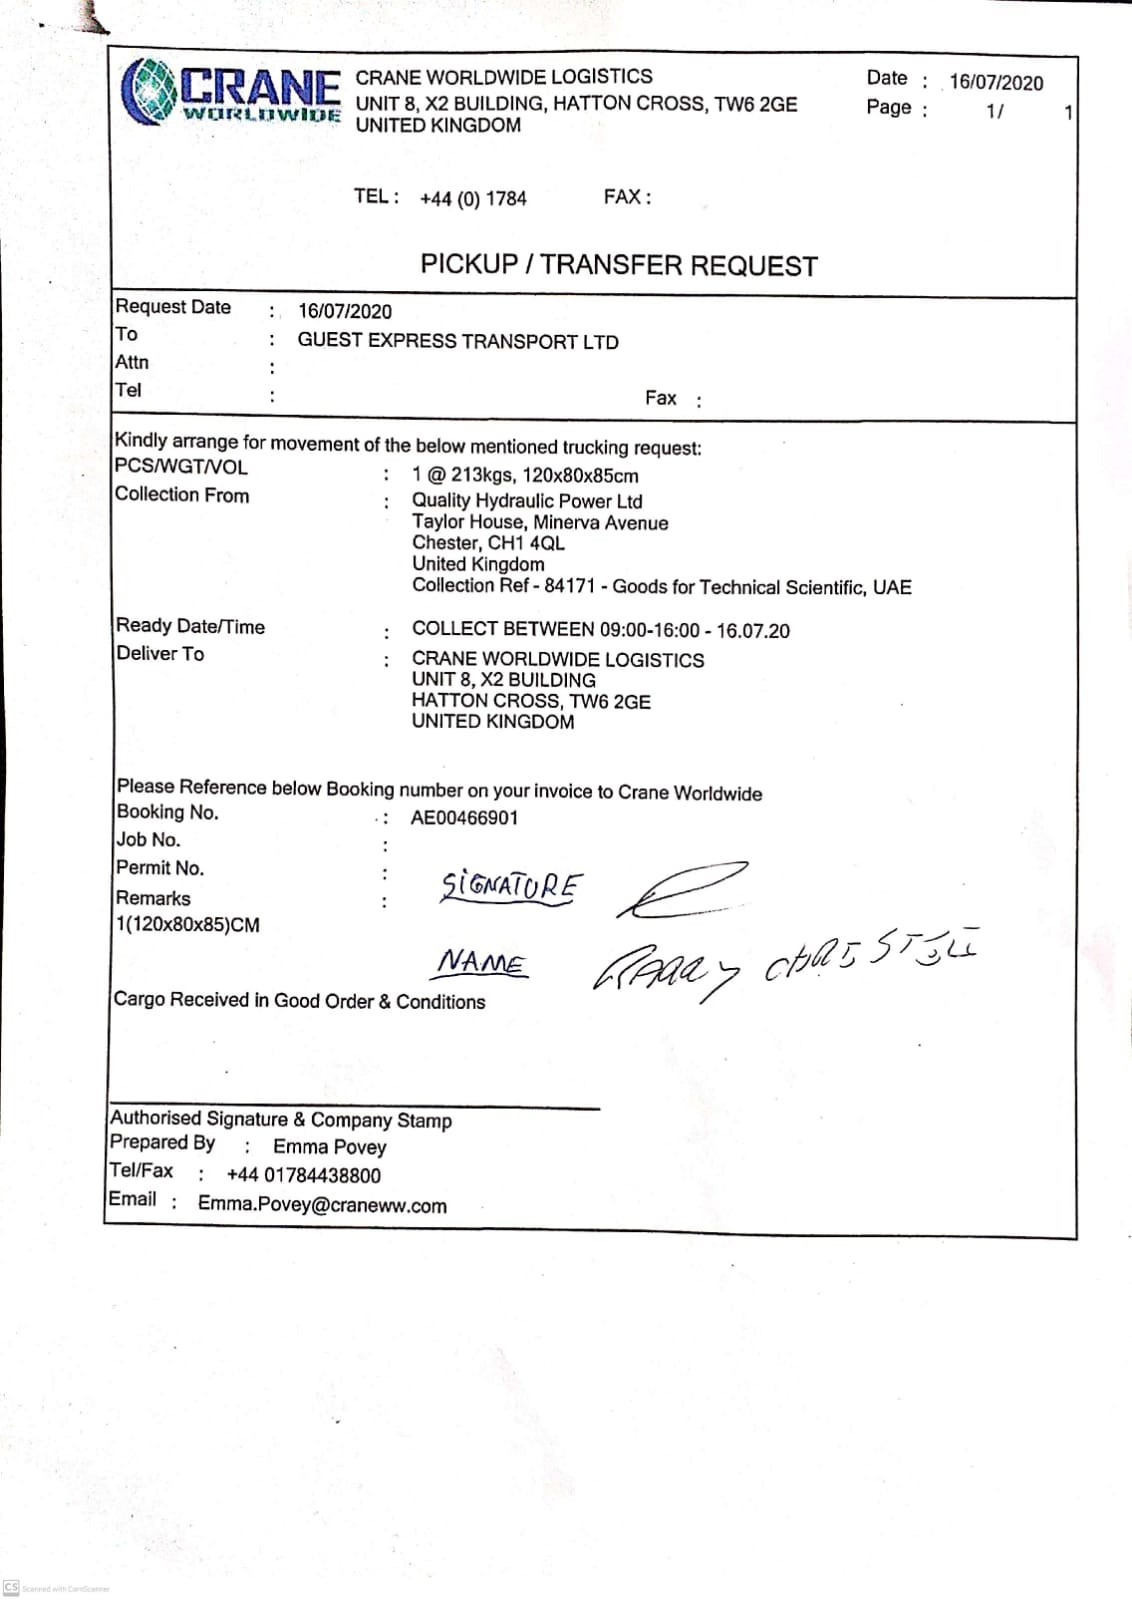 CRANE
WORLDWIDE
CRANE WORLDWIDE LOGISTICS
UNIT 8, X2 BUILDING, HATTON CROSS, TW6 2GE
UNITED KINGDOM
Date : 16/07/2020
Page : 1/ 1
TEL : +44 (0) 1784 FAX :
PICKUP / TRANSFER REQUEST
Request Date : 16/07/2020
To : GUEST EXPRESS TRANSPORT LTD
Attn :
Tel : Fax :
Kindly arrange for movement of the below mentioned trucking request:
PCS/WGT/VOL : 1 @ 213kgs, 120x80x85cm
Collection From : Quality Hydraulic Power Ltd
Taylor House, Minerva Avenue
Chester, CH1 4QL
United Kingdom
Collection Ref - 84171 - Goods for Technical Scientific, UAE
Ready Date/Time : COLLECT BETWEEN 09:00-16:00 - 16.07.20
Deliver To : CRANE WORLDWIDE LOGISTICS
UNIT 8, X2 BUILDING
HATTON CROSS, TW6 2GE
UNITED KINGDOM
Please Reference below Booking number on your invoice to Crane Worldwide
Booking No. : AE00466901
Job No. :
Permit No. :
SIGNATURE
Remarks :
1(120x80x85)CM
NAME
Cargo Received in Good Order & Conditions
Authorised Signature & Company Stamp
Prepared By : Emma Povey
Tel/Fax : +44 01784438800
Email : Emma.Povey@craneww.com
CS Scanned with CamScanner